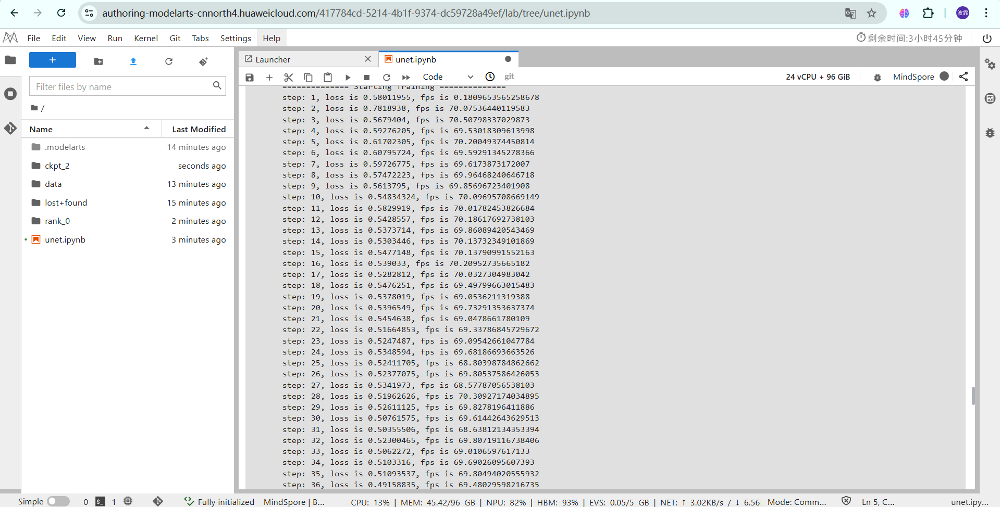 authoring-modelarts-cnnorth4.huaweicloud.com/417784cd-5214-4b1f-9374-dc59728a49ef/lab/tree/unet.ipynb
波霏
File Edit View Run Kernel Git Tabs Settings Help
剩余时间:3小时45分钟
Filter files by name
/
Name Last Modified
.modelarts 14 minutes ago
ckpt_2 seconds ago
data 13 minutes ago
lost+found 15 minutes ago
rank_0 2 minutes ago
unet.ipynb 3 minutes ago
Launcher
unet.ipynb
Code git
24 vCPU + 96 GiB MindSpore
============== Starting Training ==============
step: 1, loss is 0.58011955, fps is 0.1809653565258678
step: 2, loss is 0.7818938, fps is 70.07536440119583
step: 3, loss is 0.5679404, fps is 70.50798337029873
step: 4, loss is 0.59276205, fps is 69.53018309613998
step: 5, loss is 0.61702305, fps is 70.20049374450814
step: 6, loss is 0.60795724, fps is 69.59291345278366
step: 7, loss is 0.59726775, fps is 69.6173873172007
step: 8, loss is 0.57472223, fps is 69.96468240646718
step: 9, loss is 0.5613795, fps is 69.85696723401908
step: 10, loss is 0.54834324, fps is 70.09695708669149
step: 11, loss is 0.5829919, fps is 70.01782453826684
step: 12, loss is 0.5428557, fps is 70.18617692738103
step: 13, loss is 0.5373714, fps is 69.86089420543469
step: 14, loss is 0.5303446, fps is 70.13732349101869
step: 15, loss is 0.5477148, fps is 70.13790991552163
step: 16, loss is 0.539033, fps is 70.20952735665182
step: 17, loss is 0.5282812, fps is 70.0327304983042
step: 18, loss is 0.5476251, fps is 69.49799663015483
step: 19, loss is 0.5378019, fps is 69.0536211319388
step: 20, loss is 0.5396549, fps is 69.73291353637374
step: 21, loss is 0.5454638, fps is 69.0478661780109
step: 22, loss is 0.51664853, fps is 69.33786845729672
step: 23, loss is 0.5247487, fps is 69.09542661047784
step: 24, loss is 0.5348594, fps is 69.68186693663526
step: 25, loss is 0.52411705, fps is 68.80398784862662
step: 26, loss is 0.52377075, fps is 69.80537586426053
step: 27, loss is 0.5341973, fps is 68.57787056538103
step: 28, loss is 0.51962626, fps is 70.30927174034895
step: 29, loss is 0.52611125, fps is 69.8278196411886
step: 30, loss is 0.50761575, fps is 69.61442643629513
step: 31, loss is 0.50355506, fps is 68.63812134353394
step: 32, loss is 0.52300465, fps is 69.80719116738406
step: 33, loss is 0.5062272, fps is 69.0106597617133
step: 34, loss is 0.5103316, fps is 69.69026095607393
step: 35, loss is 0.51093537, fps is 69.80494020555932
step: 36, loss is 0.49158835, fps is 69.48029598216735
Simple 0 $_ 1 Fully initialized MindSpore | B... CPU: 13% | MEM: 45.42/96 GB | NPU: 82% | HBM: 93% | EVS: 0.05/5 GB | NET: ↑ 3.02KB/s / ↓ 6.56 Mode: Comm... Ln 5, C... unet.ipy...